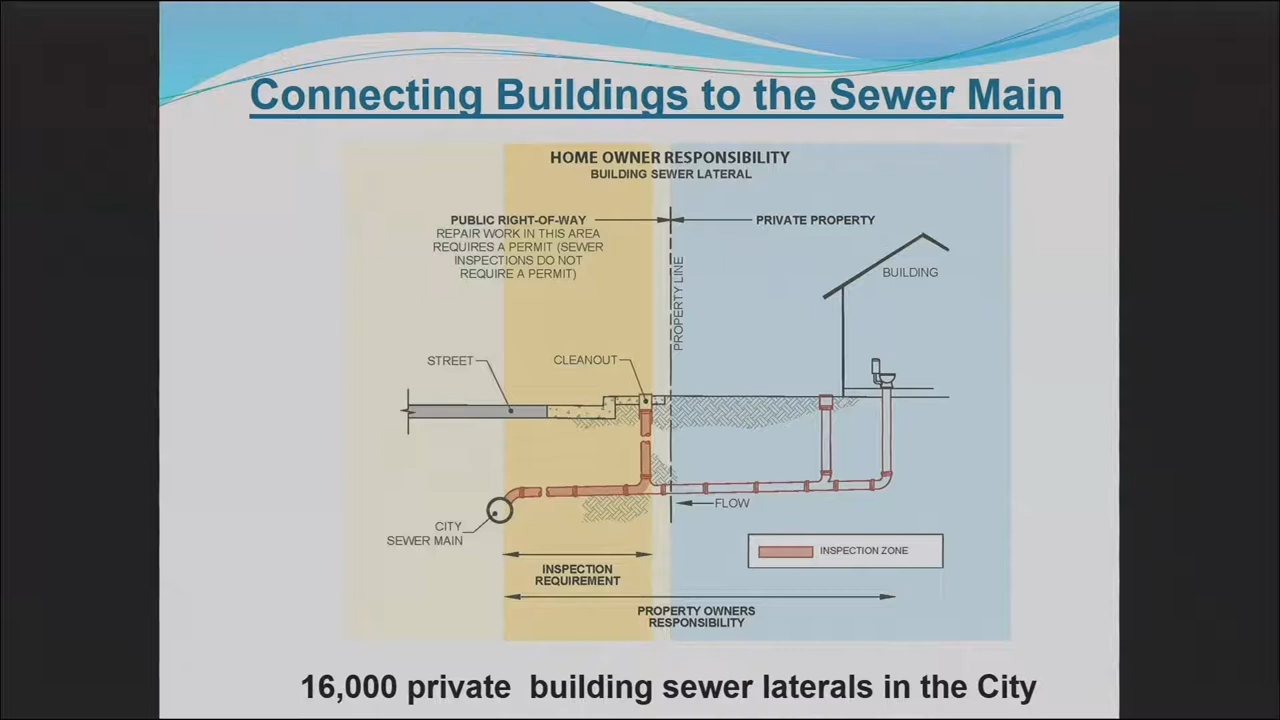 Connecting Buildings to the Sewer Main
HOME OWNER RESPONSIBILITY
BUILDING SEWER LATERAL
PUBLIC RIGHT-OF-WAY
REPAIR WORK IN THIS AREA
REQUIRES A PERMIT (SEWER
INSPECTIONS DO NOT
REQUIRE A PERMIT)
PRIVATE PROPERTY
PROPERTY LINE
BUILDING
STREET
CLEANOUT
FLOW
CITY
SEWER MAIN
INSPECTION ZONE
INSPECTION
REQUIREMENT
PROPERTY OWNERS
RESPONSIBILITY
16,000 private building sewer laterals in the City